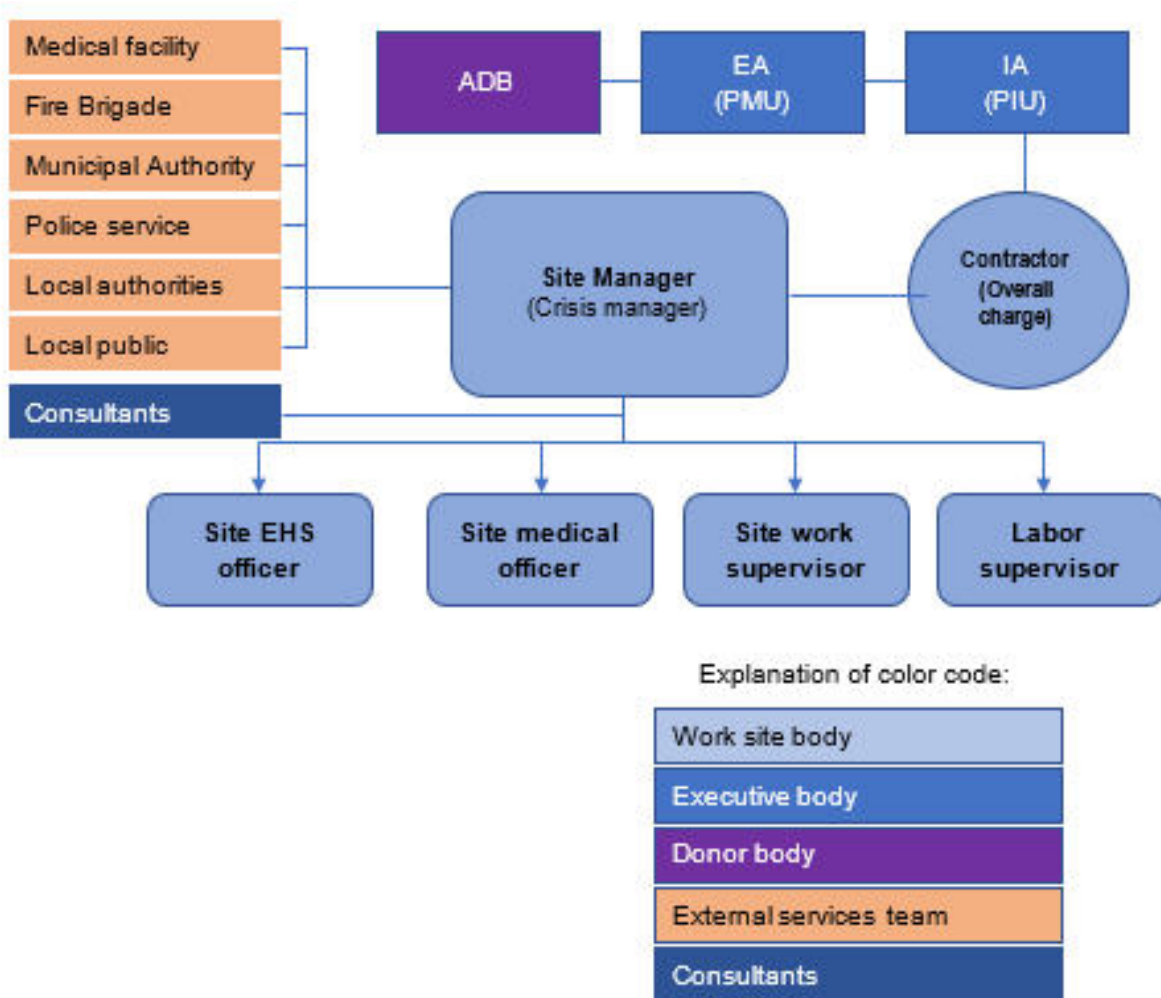 Medical facility
Fire Brigade
Municipal Authority
Police service
Local authorities
Local public
Consultants
ADB
EA
(PMU)
IA
(PIU)
Site Manager
(Crisis manager)
Contractor
(Overall
charge)
Site EHS
officer
Site medical
officer
Site work
supervisor
Labor
supervisor
Explanation of color code:
Work site body
Executive body
Donor body
External services team
Consultants